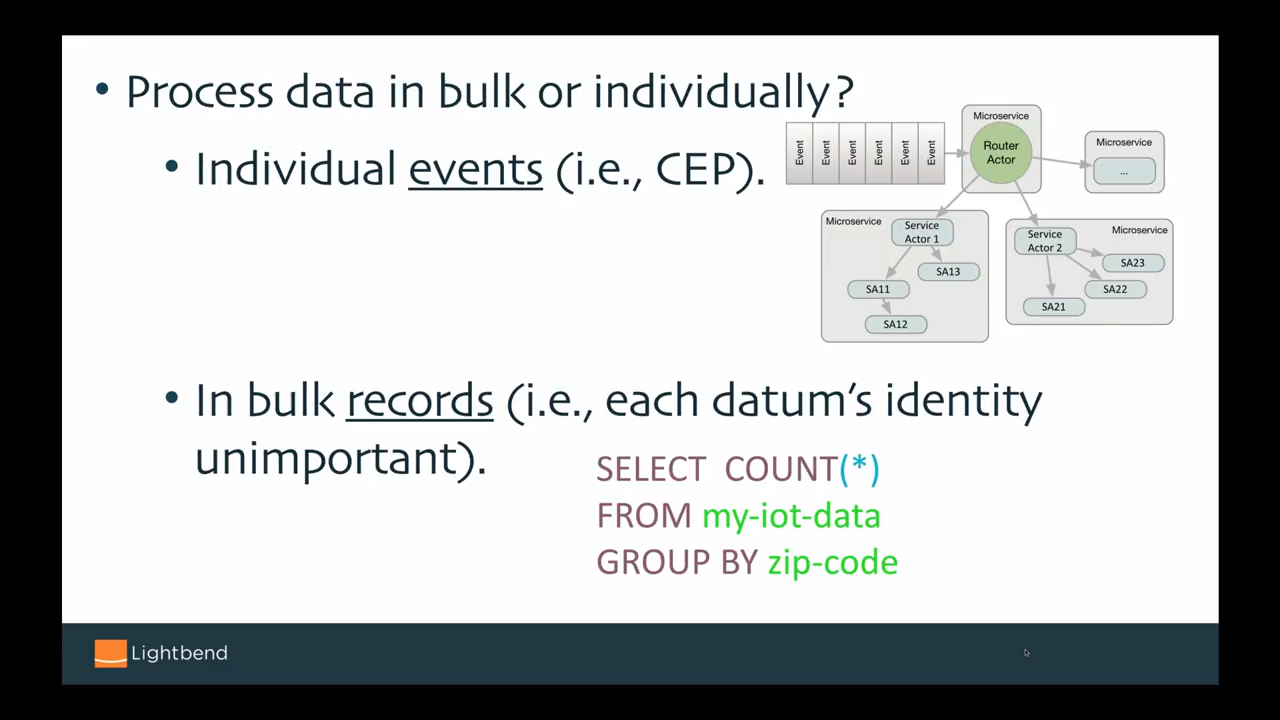 • Process data in bulk or individually?
• Individual events (i.e., CEP).
Event
Event
Event
Event
Event
Event
Microservice
Router
Actor
Microservice
...
Microservice
Service
Actor 1
SA13
SA11
SA12
Microservice
Service
Actor 2
SA23
SA22
SA21
• In bulk records (i.e., each datum’s identity
unimportant).
SELECT COUNT(*)
FROM my-iot-data
GROUP BY zip-code
Lightbend